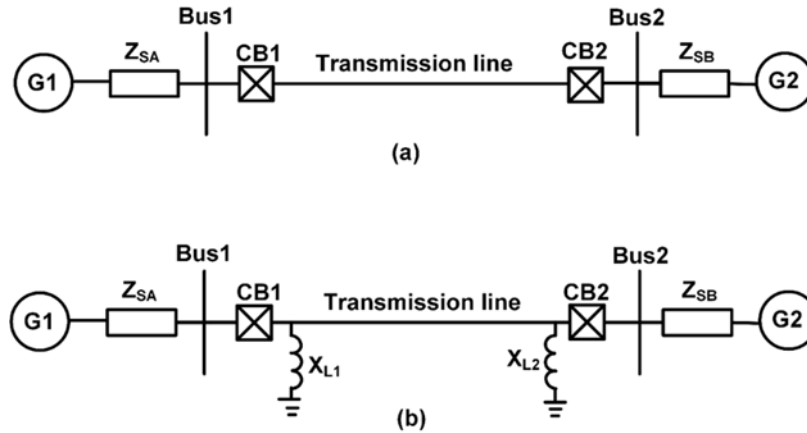 Bus1
Bus2
Z_SA
CB1
Transmission line
CB2
Z_SB
G1
G2
(a)
Bus1
Bus2
Z_SA
CB1
Transmission line
CB2
Z_SB
G1
G2
X_L1
X_L2
(b)